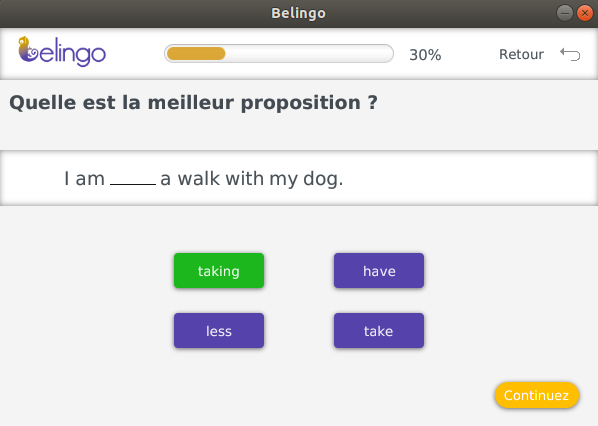 Belingo
Belingo
30%
Retour
Quelle est la meilleur proposition ?
I am _____ a walk with my dog.
taking
have
less
take
Continuez